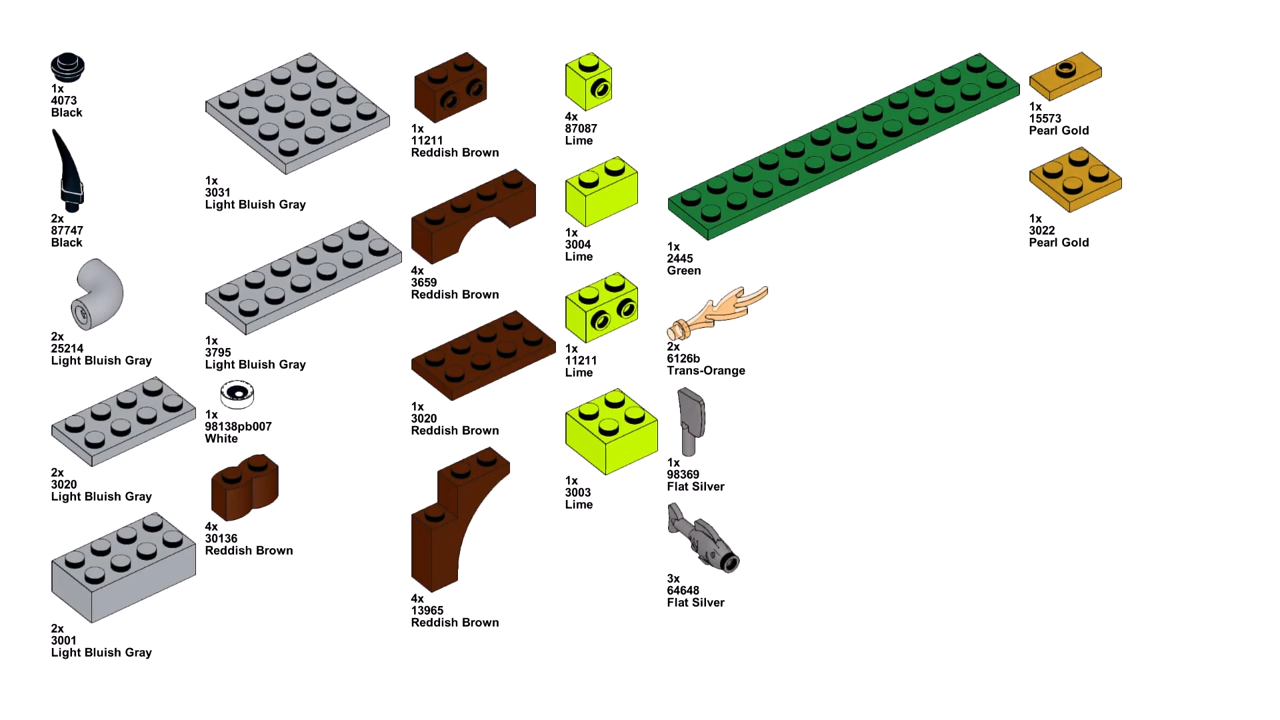 1x
4073
Black
2x
87747
Black
2x
25214
Light Bluish Gray
2x
3020
Light Bluish Gray
2x
3001
Light Bluish Gray
1x
3031
Light Bluish Gray
1x
3795
Light Bluish Gray
1x
98138pb007
White
4x
30136
Reddish Brown
1x
11211
Reddish Brown
4x
3659
Reddish Brown
1x
3020
Reddish Brown
4x
13965
Reddish Brown
4x
87087
Lime
1x
3004
Lime
1x
11211
Lime
1x
3003
Lime
1x
2445
Green
2x
6126b
Trans-Orange
1x
98369
Flat Silver
3x
64648
Flat Silver
1x
15573
Pearl Gold
1x
3022
Pearl Gold